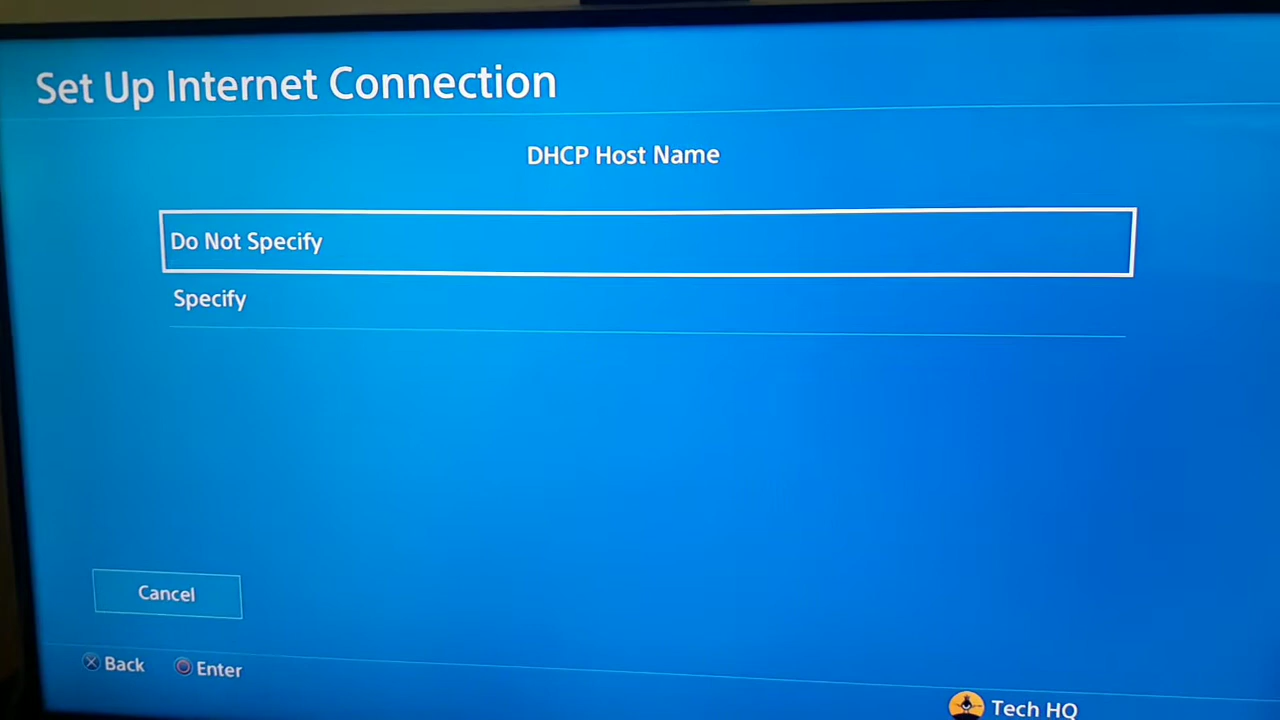 Set Up Internet Connection
DHCP Host Name
Do Not Specify
Specify
Cancel
Back Enter
Tech HQ